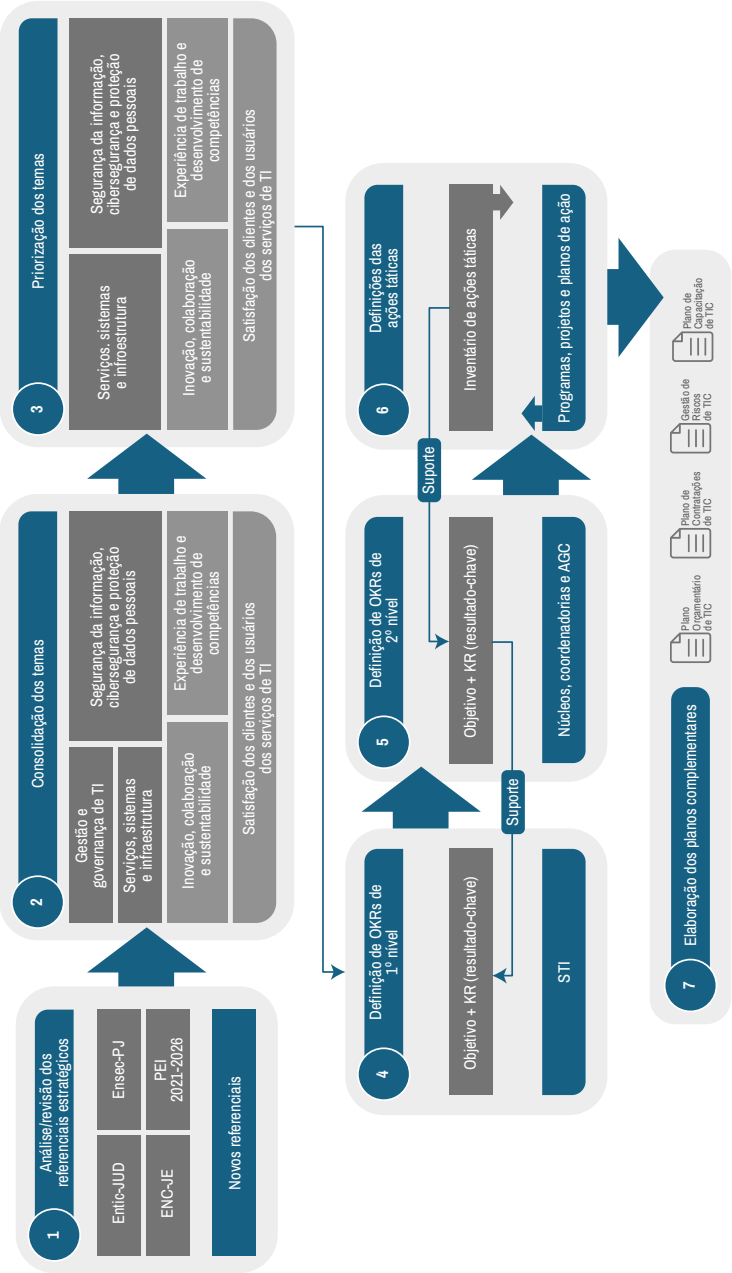 1
Análise/revisão dos
referenciais estratégicos
Entic-JUD
Ensec-PJ
ENC-JE
PEI
2021-2026
Novos referenciais
2
Consolidação dos temas
Gestão e
governança de TI
Serviços, sistemas
e infraestrutura
Segurança da informação,
cibersegurança e proteção
de dados pessoais
Inovação, colaboração
e sustentabilidade
Experiência de trabalho e
desenvolvimento de
competências
Satisfação dos clientes e dos usuários
dos serviços de TI
3
Priorização dos temas
Serviços. sistemas
e infroestrutura
Segurança da informação,
cibersegurança e proteção
de dados pessoais
Inovação, colaboração
e sustentabilidade
Experiência de trabalho e
desenvolvimento de
competências
Satisfação dos clientes e dos usuários
dos serviços de TI
4
Definição de OKRs de
1º nível
Objetivo + KR (resultado-chave)
STI
Suporte
5
Definição de OKRs de
2º nível
Objetivo + KR (resultado-chave)
Núcleos, coordenadorias e AGC
Suporte
6
Definições das
ações táticas
Inventário de ações táticas
Programas, projetos e planos de ação
7
Elaboração dos planos complementares
Plano
Orçamentário
de TIC
Plano de
Contratações
de TIC
Gestão de
Riscos
de TIC
Plano de
Capacitação
de TIC